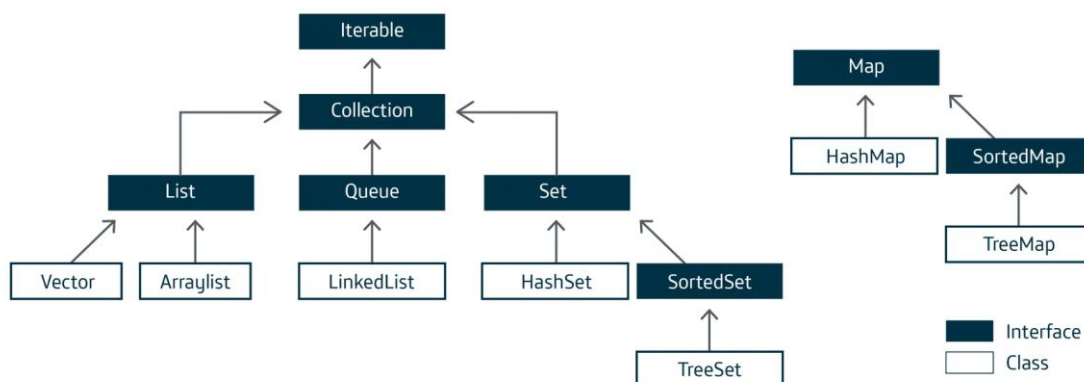 Iterable
Map
Collection
HashMap
SortedMap
List
Queue
Set
TreeMap
Vector
Arraylist
LinkedList
HashSet
SortedSet
Interface
TreeSet
Class